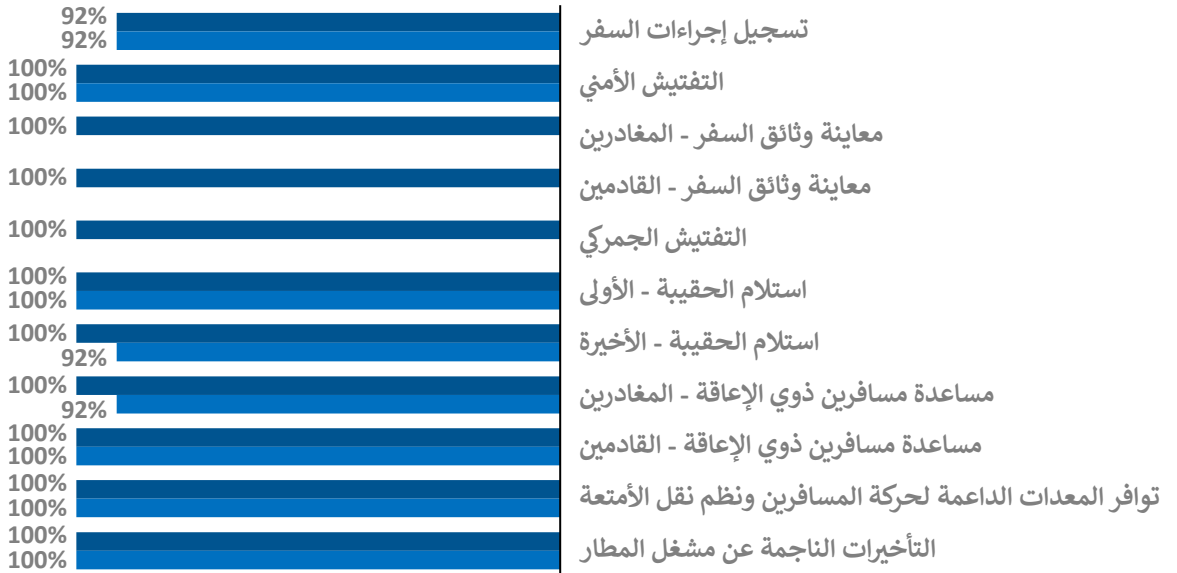 تسجيل إجراءات السفر
92%
92%
التفتيش الأمني
100%
100%
معاينة وثائق السفر - المغادرين
100%
معاينة وثائق السفر - القادمين
100%
التفتيش الجمركي
100%
استلام الحقيبة - الأولى
100%
100%
استلام الحقيبة - الأخيرة
100%
92%
مساعدة مسافرين ذوي الإعاقة - المغادرين
100%
92%
مساعدة مسافرين ذوي الإعاقة - القادمين
100%
100%
توافر المعدات الداعمة لحركة المسافرين ونظم نقل الأمتعة
100%
100%
التأخيرات الناجمة عن مشغل المطار
100%
100%